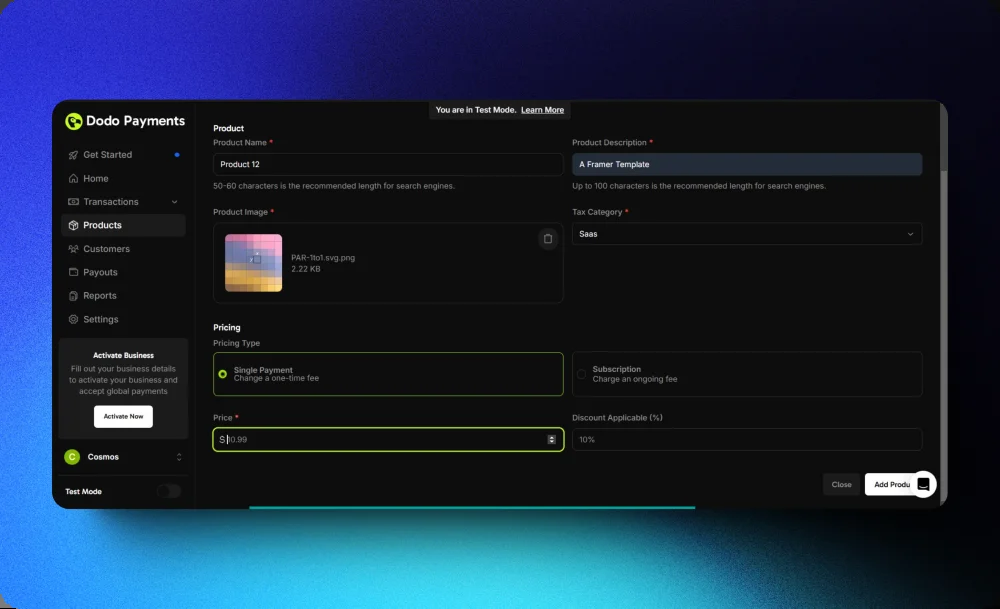 You are in Test Mode. Learn More
Dodo Payments
Get Started
Home
Transactions
Products
Customers
Payouts
Reports
Settings
Activate Business
Fill out your business details
to activate your business and
accept global payments
Activate Now
C Cosmos
Test Mode
Product
Product Name *
Product 12
50-60 characters is the recommended length for search engines.
Product Description *
A Framer Template
Up to 100 characters is the recommended length for search engines.
Product Image *
PAR-1to1.svg.png
2.22 KB
Tax Category *
Saas
Pricing
Pricing Type
Single Payment
Change a one-time fee
Subscription
Charge an ongoing fee
Price *
$ 10.99
Discount Applicable (%)
10%
Close
Add Produ